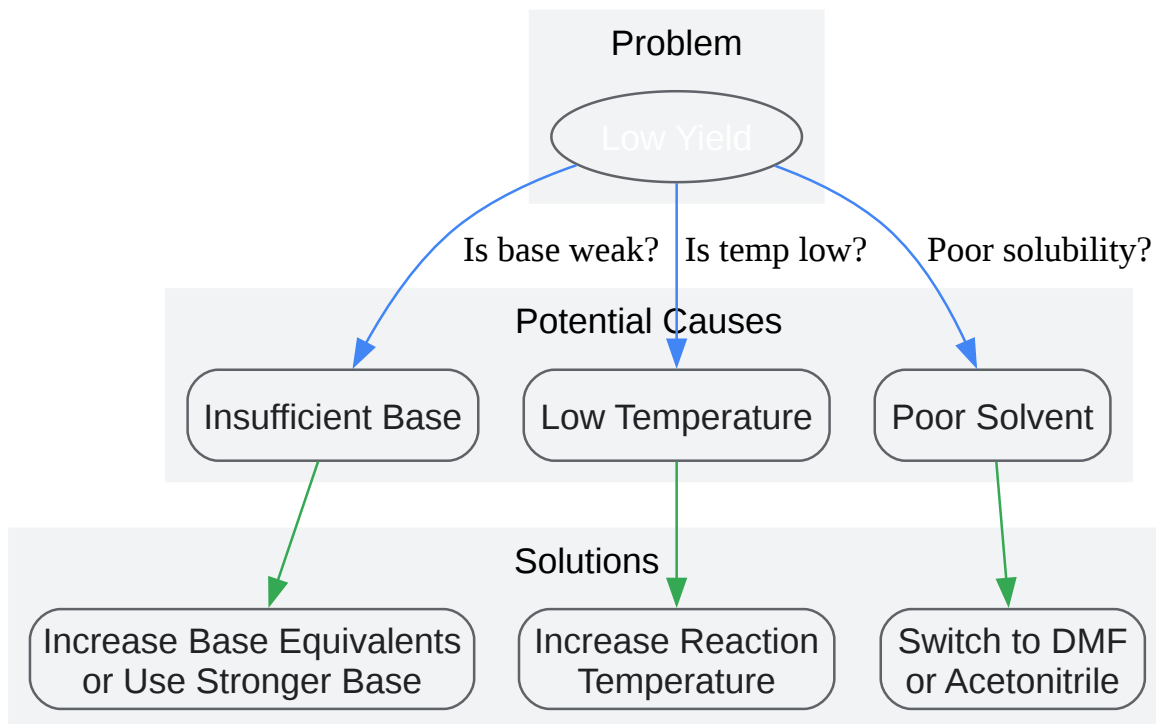 Problem
Low Yield
Is base weak?
Is temp low?
Poor solubility?
Potential Causes
Insufficient Base
Low Temperature
Poor Solvent
Solutions
Increase Base Equivalents
or Use Stronger Base
Increase Reaction
Temperature
Switch to DMF
or Acetonitrile